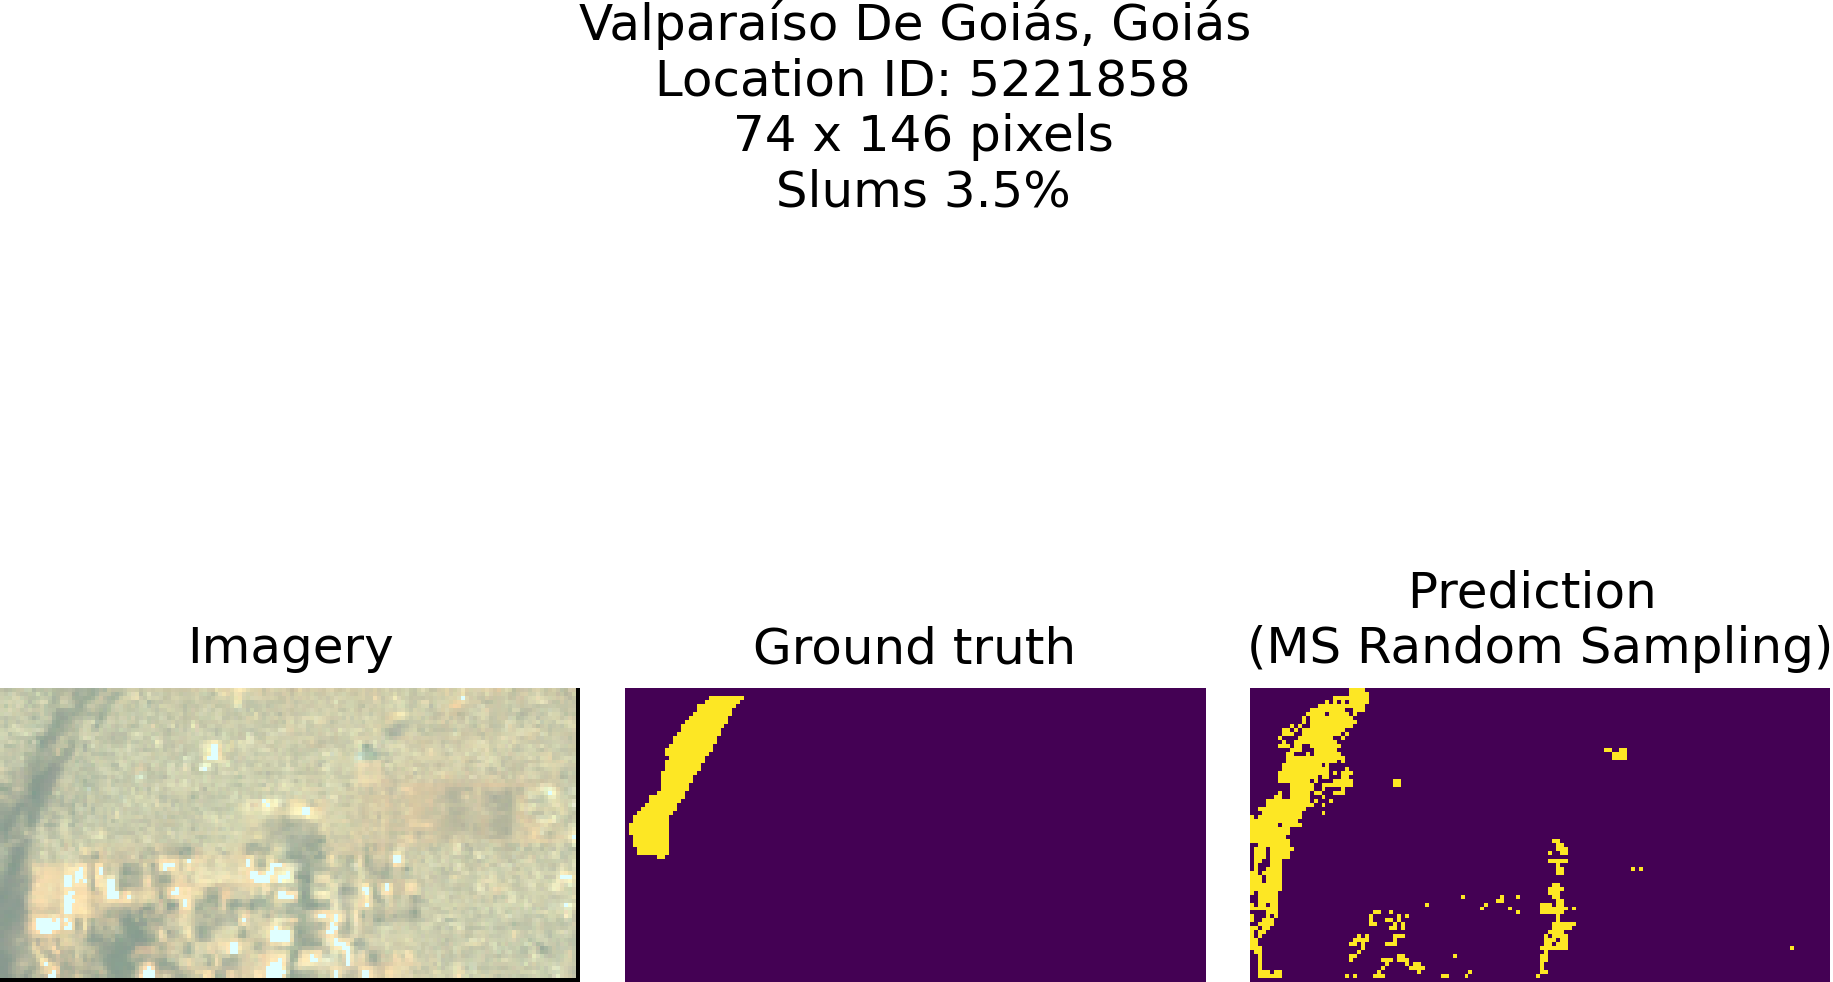 Valparaíso De Goiás, Goiás
Location ID: 5221858
74 x 146 pixels
Slums 3.5%
Imagery
Ground truth
Prediction
(MS Random Sampling)